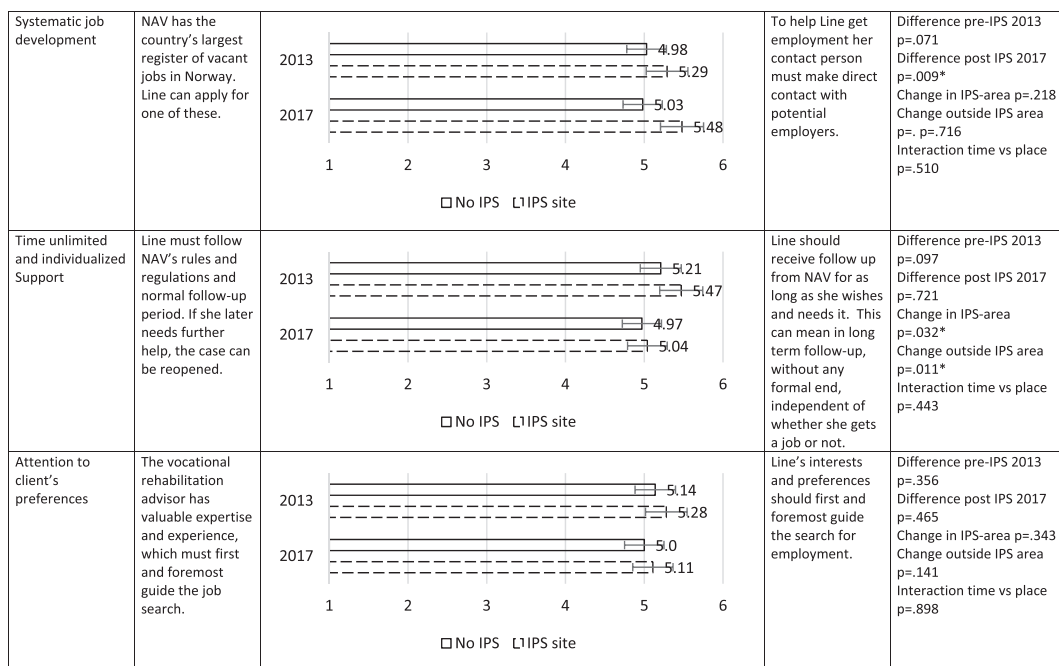 Systematic job
development
NAV has the
country's largest
register of vacant
jobs in Norway.
Line can apply for
one of these.
2013
4.98
5.29
2017
5.03
5.48
1 2 3 4 5 6
No IPS IPS site
To help Line get
employment her
contact person
must make direct
contact with
potential
employers.
Difference pre-IPS 2013
p=.071
Difference post IPS 2017
p=.009*
Change in IPS-area p=.218
Change outside IPS area
p=. p=.716
Interaction time vs place
p=.510
Time unlimited
and individualized
Support
Line must follow
NAV's rules and
regulations and
normal follow-up
period. If she later
needs further
help, the case can
be reopened.
2013
5.21
5.47
2017
4.97
5.04
1 2 3 4 5 6
No IPS IPS site
Line should
receive follow up
from NAV for as
long as she wishes
and needs it. This
can mean in long
term follow-up,
without any
formal end,
independent of
whether she gets
a job or not.
Difference pre-IPS 2013
p=.097
Difference post IPS 2017
p=.721
Change in IPS-area
p=.032*
Change outside IPS area
p=.011*
Interaction time vs place
p=.443
Attention to
client's
preferences
The vocational
rehabilitation
advisor has
valuable expertise
and experience,
which must first
and foremost
guide the job
search.
2013
5.14
5.28
2017
5.0
5.11
1 2 3 4 5 6
No IPS IPS site
Line's interests
and preferences
should first and
foremost guide
the search for
employment.
Difference pre-IPS 2013
p=.356
Difference post IPS 2017
p=.465
Change in IPS-area p=.343
Change outside IPS area
p=.141
Interaction time vs place
p=.898